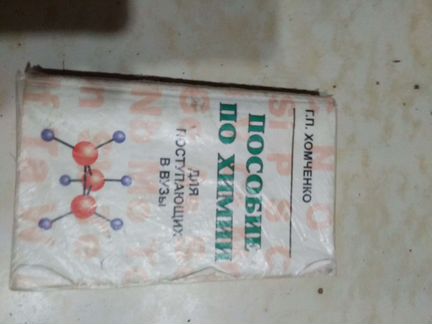 Г.П. ХОМЧЕНКО
ПОСОБИЕ
ПО ХИМИИ
ДЛЯ
ПОСТУПАЮЩИХ
В ВУЗы